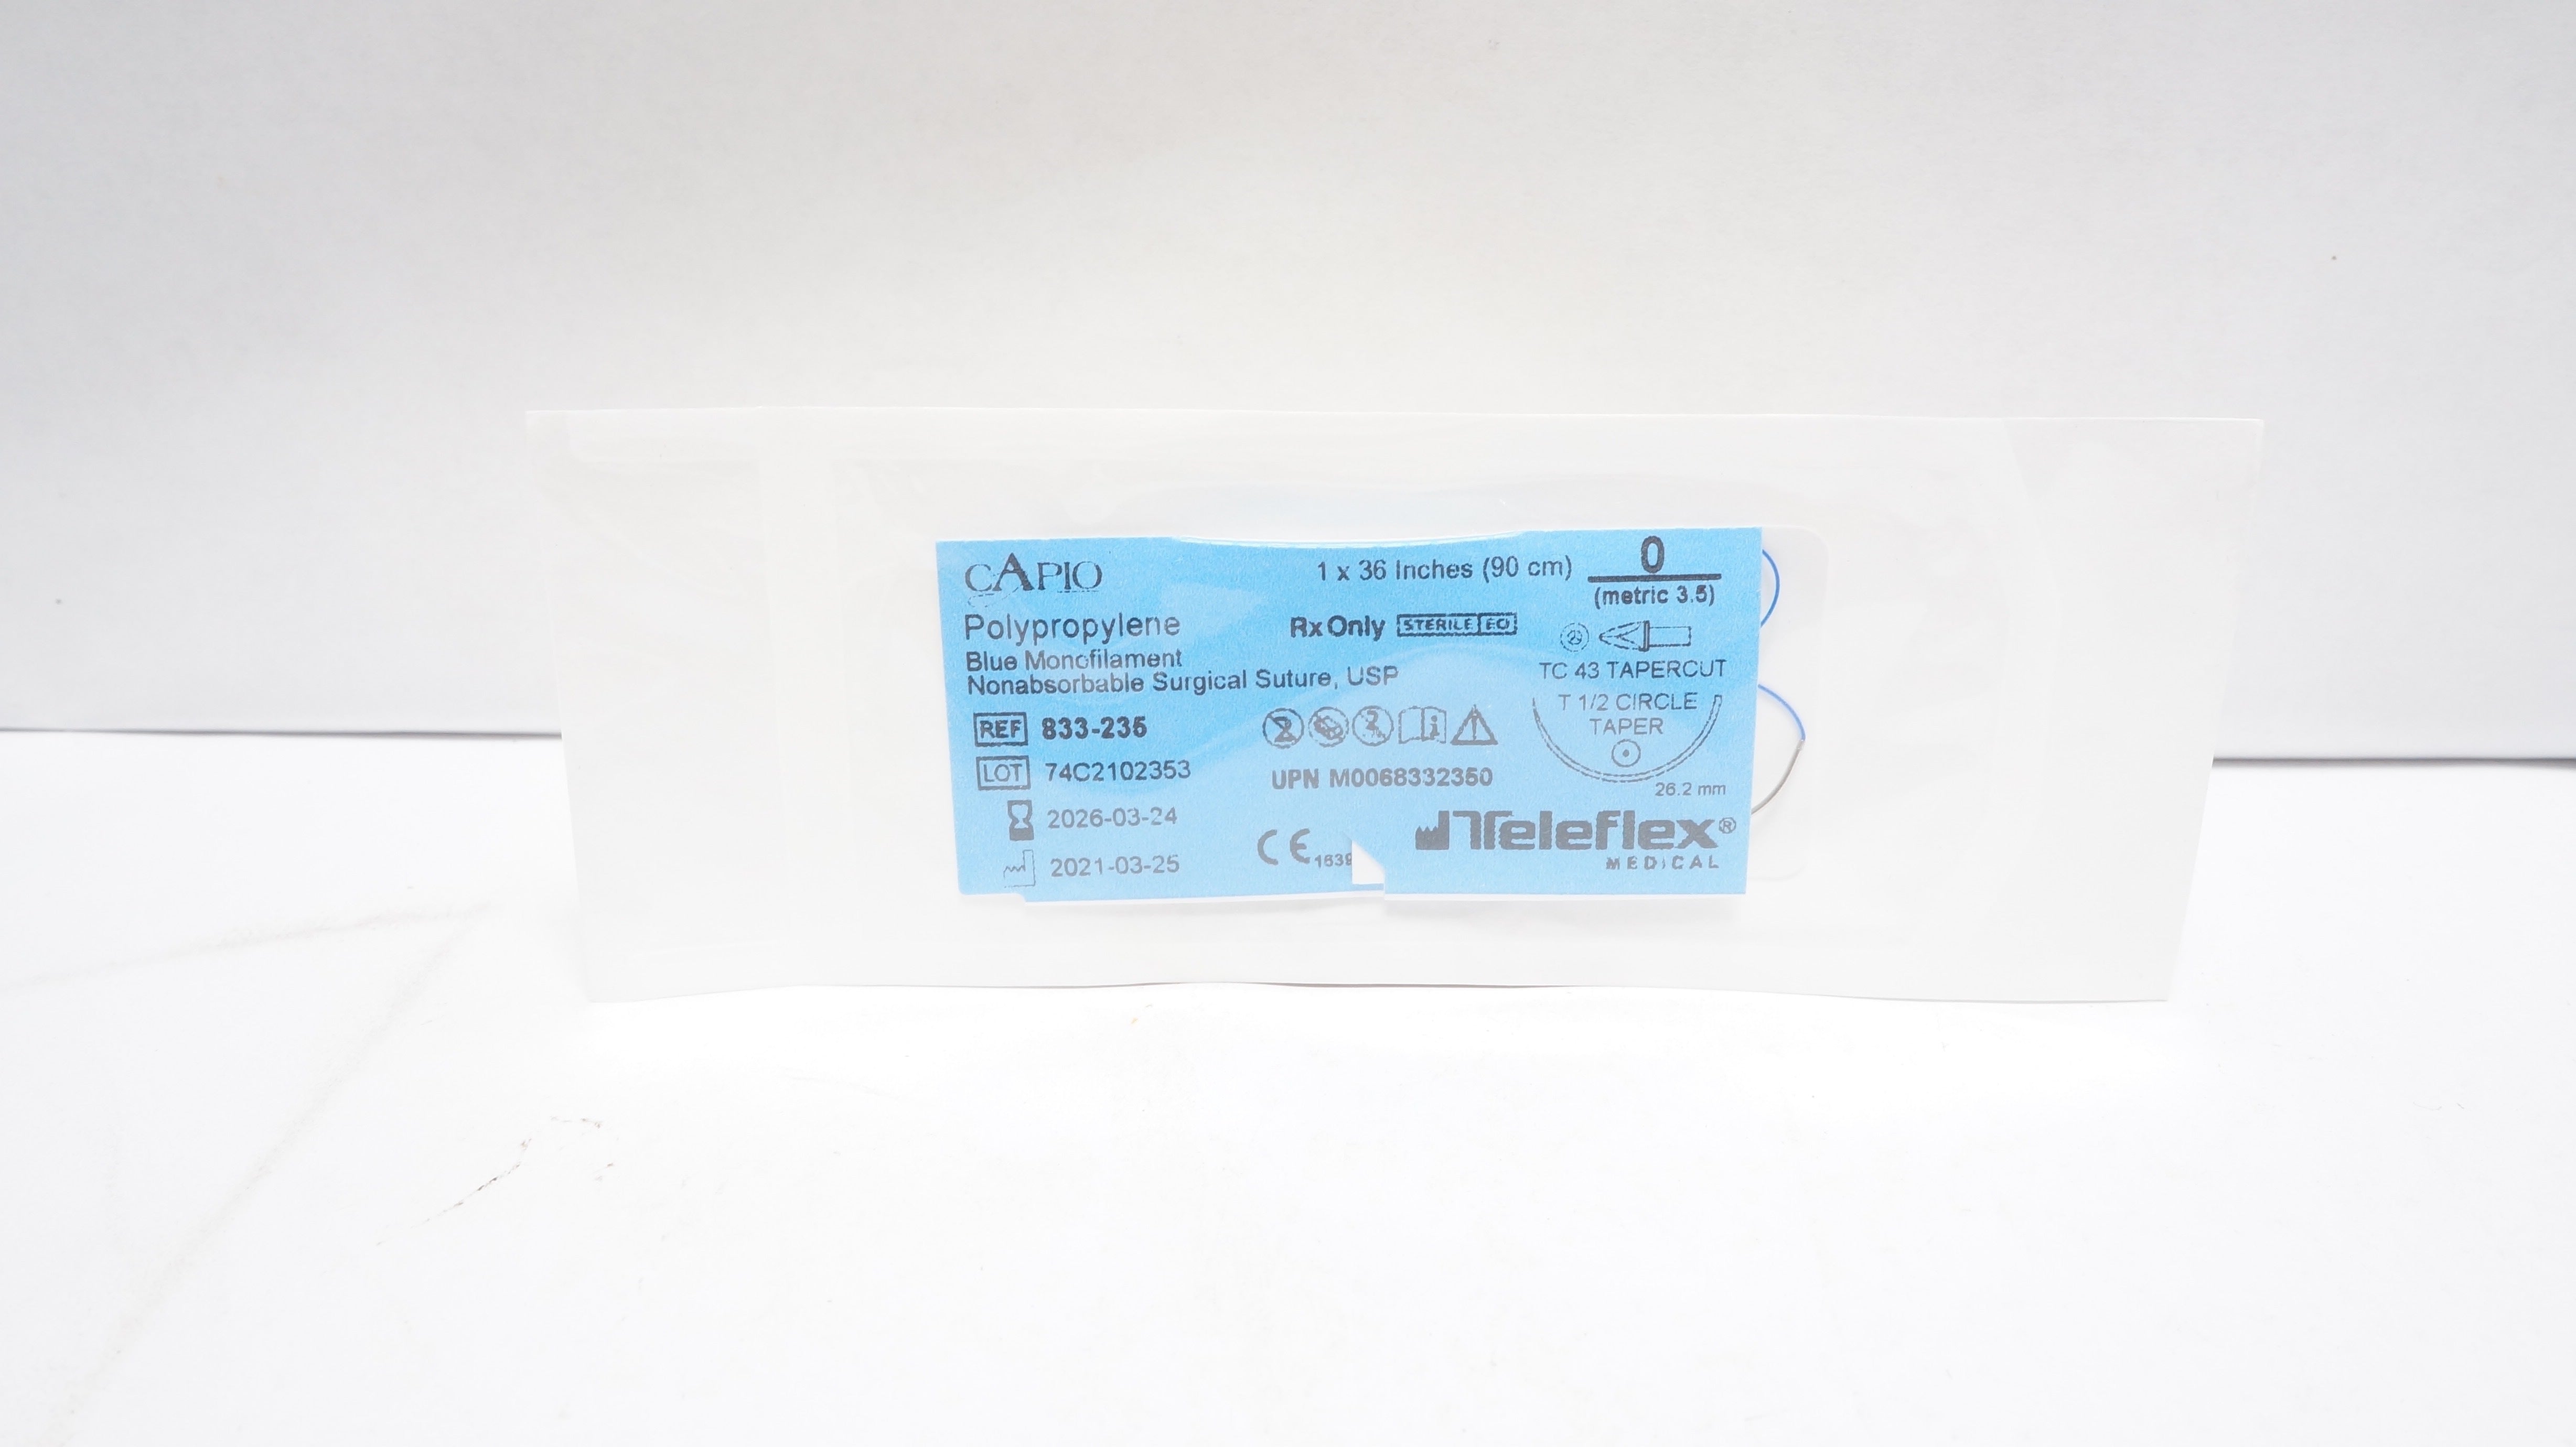 CAPIO
1 x 36 Inches (90 cm)
0
(metric 3.5)
Polypropylene
Rx Only STERILE EO
Blue Monofilament
Nonabsorbable Surgical Suture, USP
TC 43 TAPERCUT
T 1/2 CIRCLE
TAPER
26.2 mm
REF 833-235
LOT 74C2102353
UPN M0068332350
2026-03-24
2021-03-25
CE 1639
Teleflex®
MEDICAL